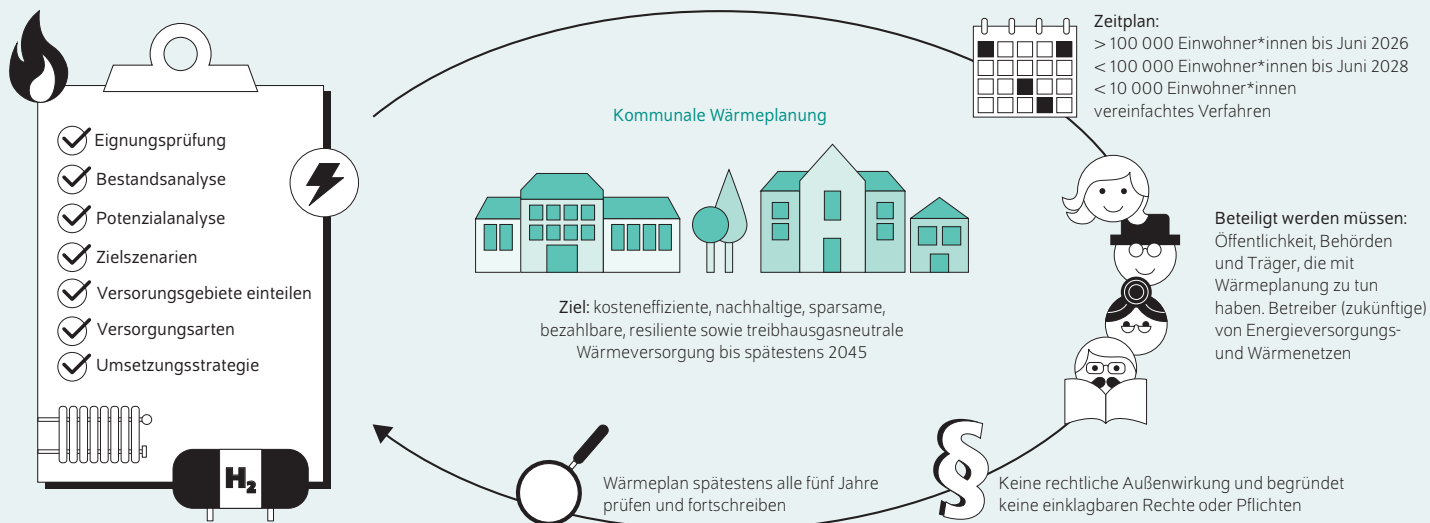 Eignungsprüfung
Bestandsanalyse
Potenzialanalyse
Zielszenarien
Versorungsgebiete einteilen
Versorgungsarten
Umsetzungsstrategie
H₂
Kommunale Wärmeplanung
Ziel: kosteneffiziente, nachhaltige, sparsame,
bezahlbare, resiliente sowie treibhausgasneutrale
Wärmeversorgung bis spätestens 2045
Zeitplan:
> 100 000 Einwohner*innen bis Juni 2026
< 100 000 Einwohner*innen bis Juni 2028
< 10 000 Einwohner*innen
vereinfachtes Verfahren
Beteiligt werden müssen:
Öffentlichkeit, Behörden
und Träger, die mit
Wärmeplanung zu tun
haben. Betreiber (zukünftige)
von Energieversorgungs-
und Wärmenetzen
§
Keine rechtliche Außenwirkung und begründet
keine einklagbaren Rechte oder Pflichten
Wärmeplan spätestens alle fünf Jahre
prüfen und fortschreiben